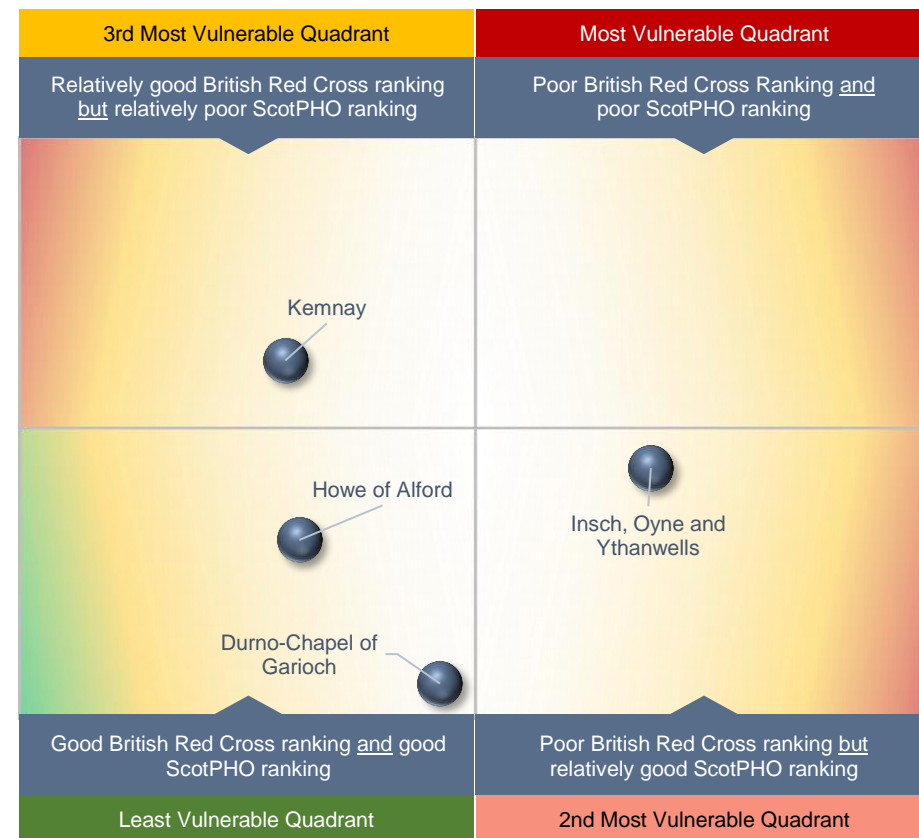 3rd Most Vulnerable Quadrant
Most Vulnerable Quadrant
Relatively good British Red Cross ranking
but relatively poor ScotPHO ranking
Poor British Red Cross Ranking and
poor ScotPHO ranking
Kemnay
Howe of Alford
Insch, Oyne and
Ythanwells
Durno-Chapel of
Garioch
Good British Red Cross ranking and good
ScotPHO ranking
Poor British Red Cross ranking but
relatively good ScotPHO ranking
Least Vulnerable Quadrant
2nd Most Vulnerable Quadrant